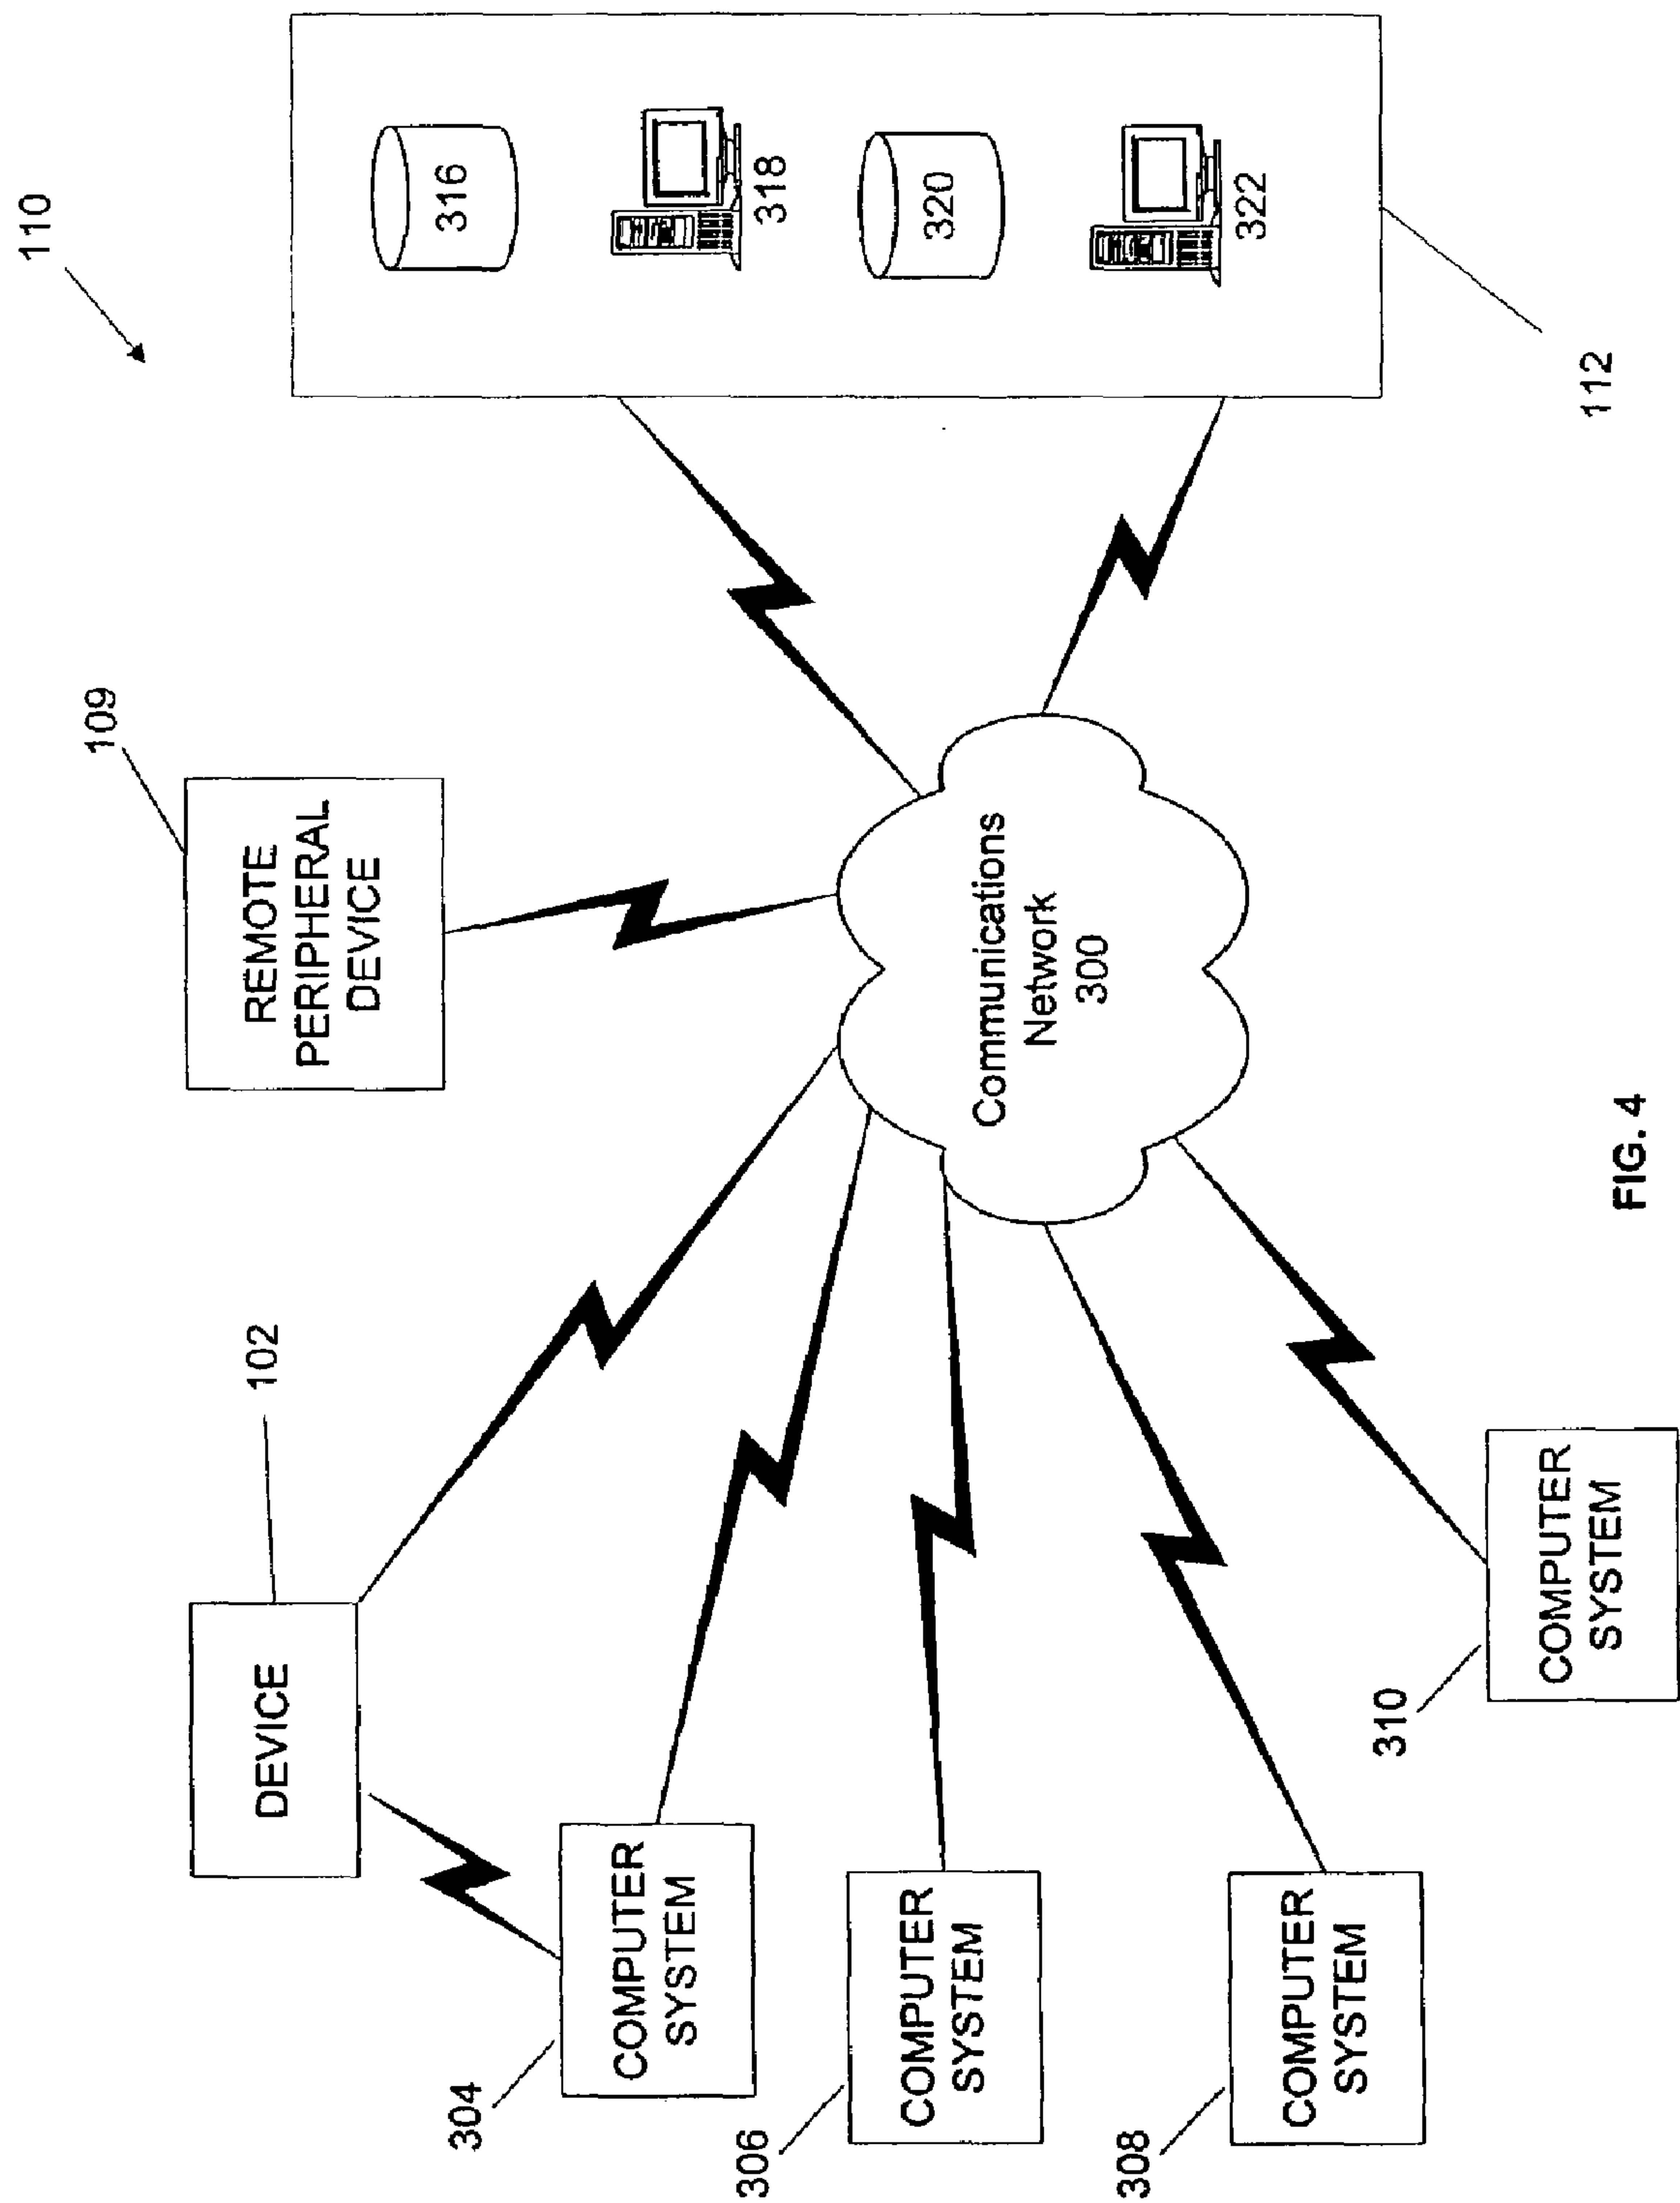 110
109
REMOTE
PERIPHERAL
DEVICE
102
DEVICE
316
318
320
322
112
Communications
Network
300
304
COMPUTER
SYSTEM
306
COMPUTER
SYSTEM
308
COMPUTER
SYSTEM
310
COMPUTER
SYSTEM
FIG. 4